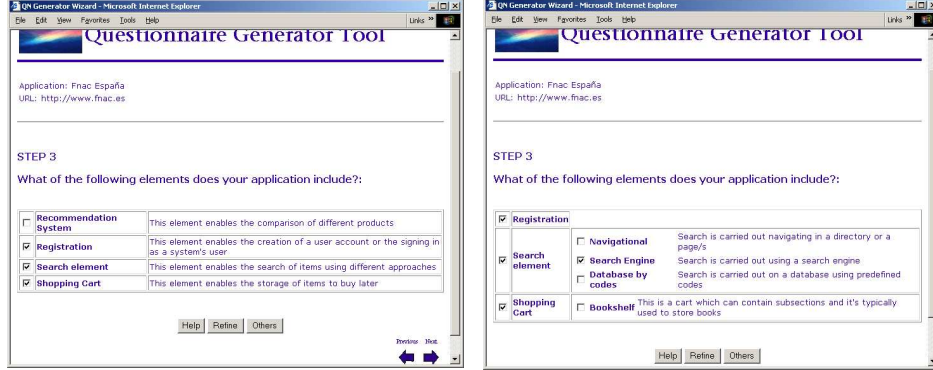 QN Generator Wizard - Microsoft Internet Explorer
File Edit View Favorites Tools Help Links »
Questionnaire Generator Tool
Application: Fnac España
URL: http://www.fnac.es
STEP 3
What of the following elements does your application include?:
Recommendation System This element enables the comparison of different products
Registration This element enables the creation of a user account or the signing in
as a system's user
Search element This element enables the search of items using different approaches
Shopping Cart This element enables the storage of items to buy later
Help Refine Others
Previous Next
QN Generator Wizard - Microsoft Internet Explorer
File Edit View Favorites Tools Help Links »
Questionnaire Generator Tool
Application: Fnac España
URL: http://www.fnac.es
STEP 3
What of the following elements does your application include?:
Registration
Search element
Navigational Search is carried out navigating in a directory or a
page/s
Search Engine Search is carried out using a search engine
Database by codes Search is carried out on a database using predefined
codes
Shopping Cart
Bookshelf This is a cart which can contain subsections and it's typically
used to store books
Help Refine Others